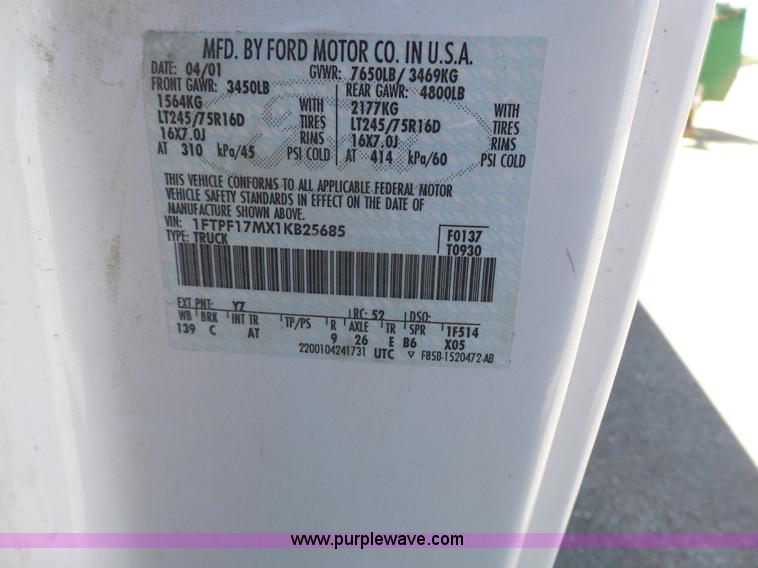 MFD. BY FORD MOTOR CO. IN U.S.A.
DATE: 04/01 GVWR: 7650LB/ 3469KG
FRONT GAWR: 3450LB REAR GAWR: 4800LB
1564KG WITH 2177KG WITH
LT245/75R16D TIRES LT245/75R16D TIRES
16X7.0J RIMS 16X7.0J RIMS
AT 310 kPa/45 PSI COLD AT 414 kPa/60 PSI COLD
THIS VEHICLE CONFORMS TO ALL APPLICABLE FEDERAL MOTOR
VEHICLE SAFETY STANDARDS IN EFFECT ON THE DATE OF
MANUFACTURE SHOWN ABOVE.
VIN: 1FTPF17MX1KB25685 F0137
TYPE: TRUCK T0930
EXT PNT: Y7 RC: 52 DSO:
WB BRK INT TR TP/PS R AXLE TR SPR 1F514
139 C AT 9 26 E B6 X05
2200104241731 UTC ▽ F85B-1520472-AB
www.purplewave.com